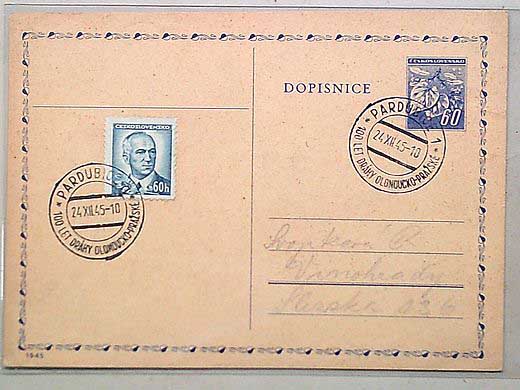 ČESKOSLOVENSKO
60
DOPISNICE
ČESKOSLOVENSKO
60h
PARDUBICE 1
24.XII.45-10
100 LET DRÁHY OLOMOUCKO-PRAŽSKÉ
PARDUBICE
24.XII.45-10
100 LET DRÁHY OLOMOUCKO-PRAŽSKÉ
Vinohrady
1945